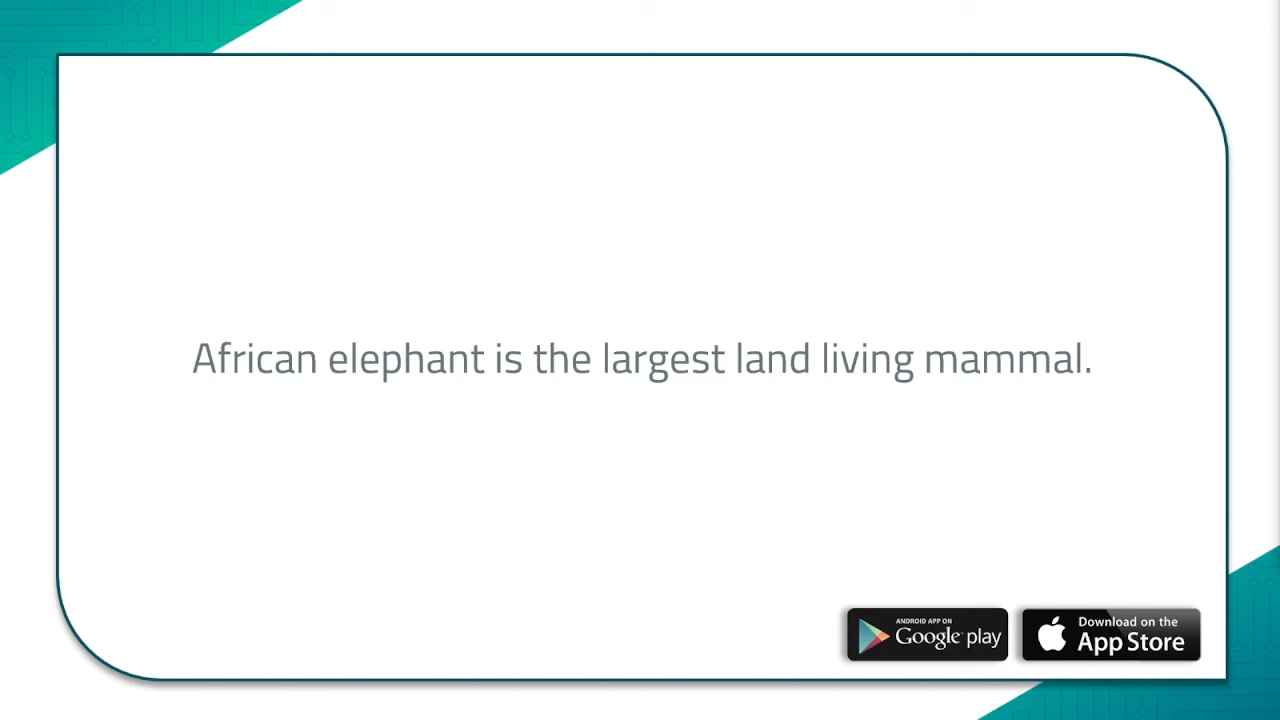 African elephant is the largest land living mammal.
ANDROID APP ON
Google play
Download on the
App Store